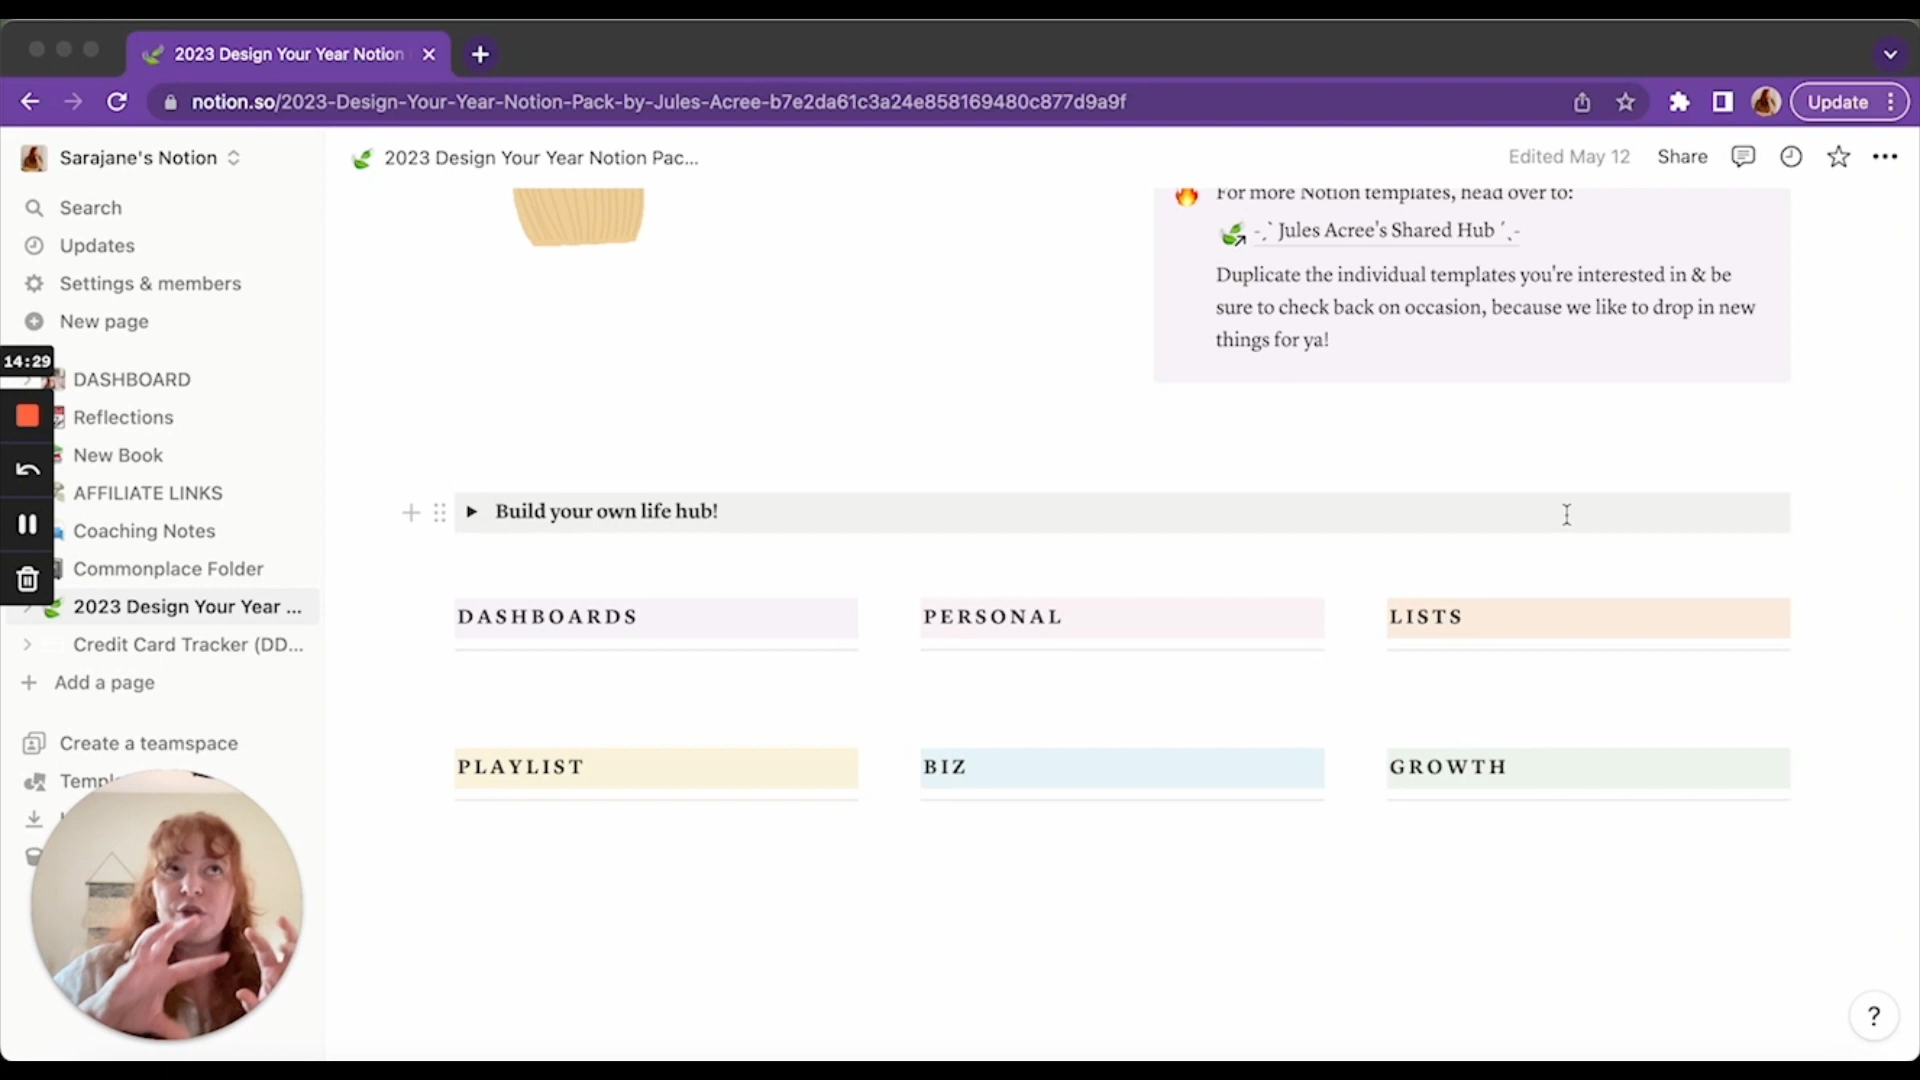 2023 Design Your Year Notion
notion.so/2023-Design-Your-Year-Notion-Pack-by-Jules-Acree-b7e2da61c3a24e858169480c877d9a9f
Update
Sarajane's Notion
2023 Design Your Year Notion Pac...
Edited May 12
Share
Search
Updates
Settings & members
New page
14:29
DASHBOARD
Reflections
New Book
AFFILIATE LINKS
Coaching Notes
Commonplace Folder
2023 Design Your Year ...
Credit Card Tracker (DD...
Add a page
Create a teamspace
For more Notion templates, head over to:
-ˏˋ Jules Acree's Shared Hub ˊˎ-
Duplicate the individual templates you're interested in & be
sure to check back on occasion, because we like to drop in new
things for ya!
Build your own life hub!
DASHBOARDS
PERSONAL
LISTS
PLAYLIST
BIZ
GROWTH
?